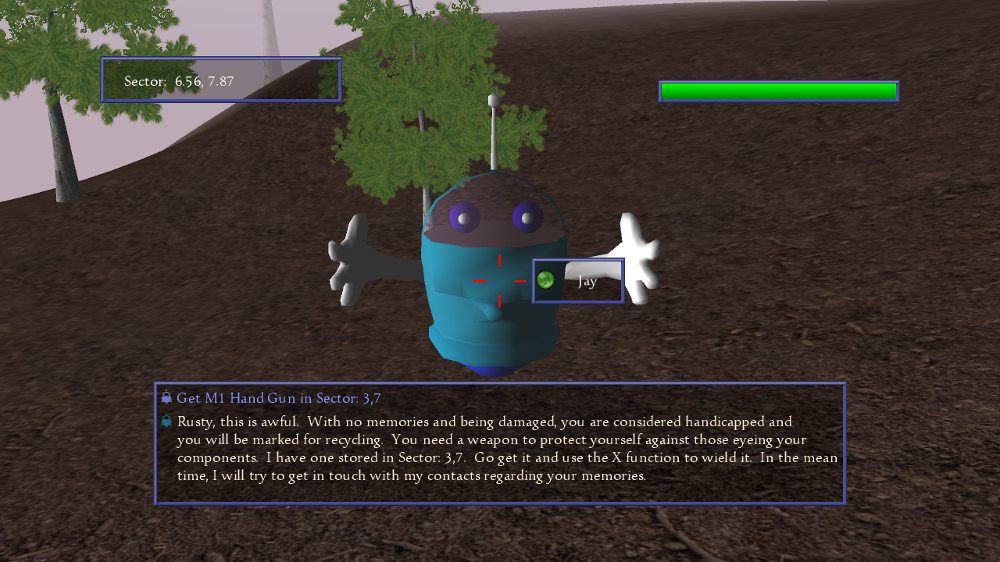 Sector: 6.56, 7.87
Jay
Get M1 Hand Gun in Sector: 3,7
Rusty, this is awful. With no memories and being damaged, you are considered handicapped and
you will be marked for recycling. You need a weapon to protect yourself against those eyeing your
components. I have one stored in Sector: 3,7. Go get it and use the X function to wield it. In the mean
time, I will try to get in touch with my contacts regarding your memories.